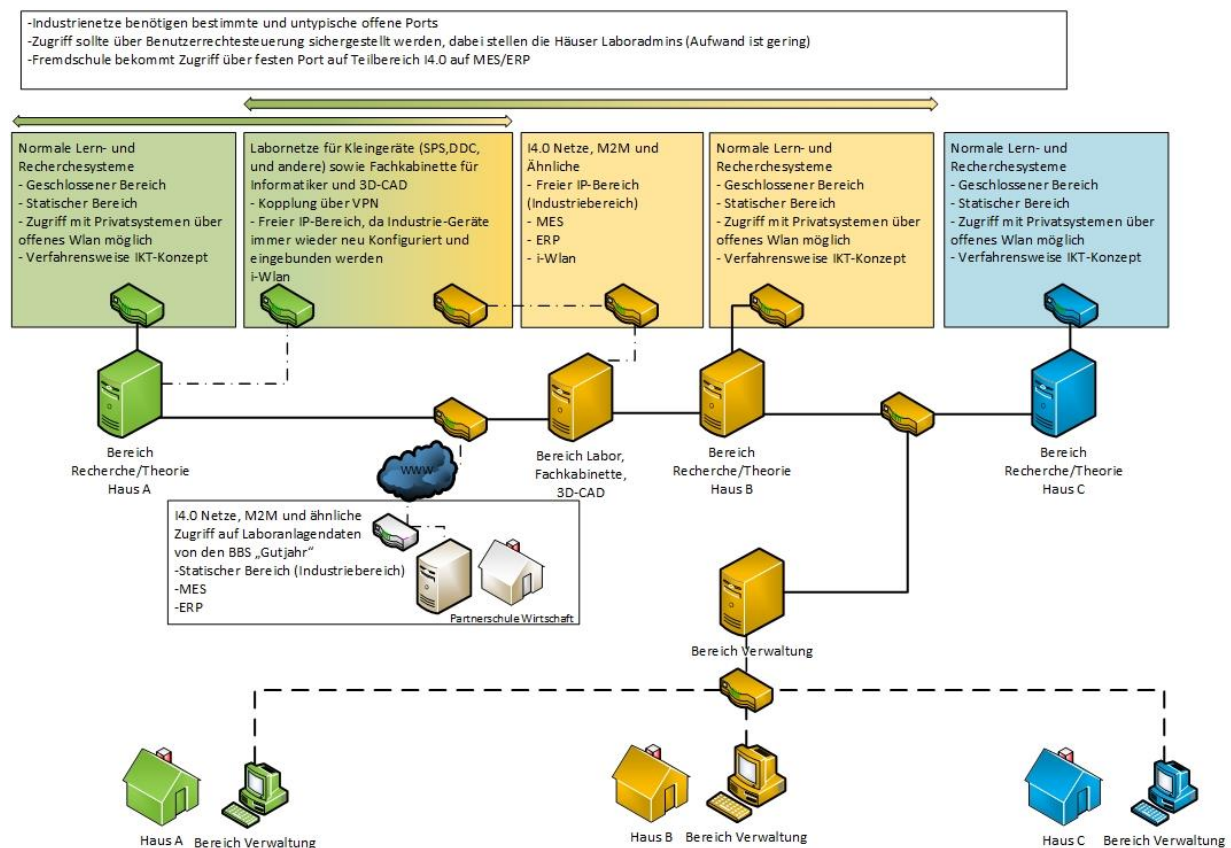 -Industrienetze benötigen bestimmte und untypische offene Ports
-Zugriff sollte über Benutzerrechtesteuerung sichergestellt werden, dabei stellen die Häuser Laboradmins (Aufwand ist gering)
-Fremdschule bekommt Zugriff über festen Port auf Teilbereich I4.0 auf MES/ERP
Normale Lern- und
Recherchesysteme
- Geschlossener Bereich
- Statischer Bereich
- Zugriff mit Privatsystemen über
offenes Wlan möglich
- Verfahrensweise IKT-Konzept
Labornetze für Kleingeräte (SPS,DDC,
und andere) sowie Fachkabinette für
Informatiker und 3D-CAD
- Kopplung über VPN
- Freier IP-Bereich, da Industrie-Geräte
immer wieder neu Konfiguriert und
eingebunden werden
i-Wlan
I4.0 Netze, M2M und
Ähnliche
- Freier IP-Bereich
(Industriebereich)
- MES
- ERP
- i-Wlan
Normale Lern- und
Recherchesysteme
- Geschlossener Bereich
- Statischer Bereich
- Zugriff mit Privatsystemen über
offenes Wlan möglich
- Verfahrensweise IKT-Konzept
Normale Lern- und
Recherchesysteme
- Geschlossener Bereich
- Statischer Bereich
- Zugriff mit Privatsystemen über
offenes Wlan möglich
- Verfahrensweise IKT-Konzept
Bereich
Recherche/Theorie
Haus A
www
Bereich Labor,
Fachkabinette,
3D-CAD
Bereich
Recherche/Theorie
Haus B
Bereich
Recherche/Theorie
Haus C
I4.0 Netze, M2M und ähnliche
Zugriff auf Laboranlagendaten
von den BBS „Gutjahr“
-Statischer Bereich (Industriebereich)
-MES
-ERP
Partnerschule Wirtschaft
Bereich Verwaltung
Haus A
Bereich Verwaltung
Haus B
Bereich Verwaltung
Haus C
Bereich Verwaltung